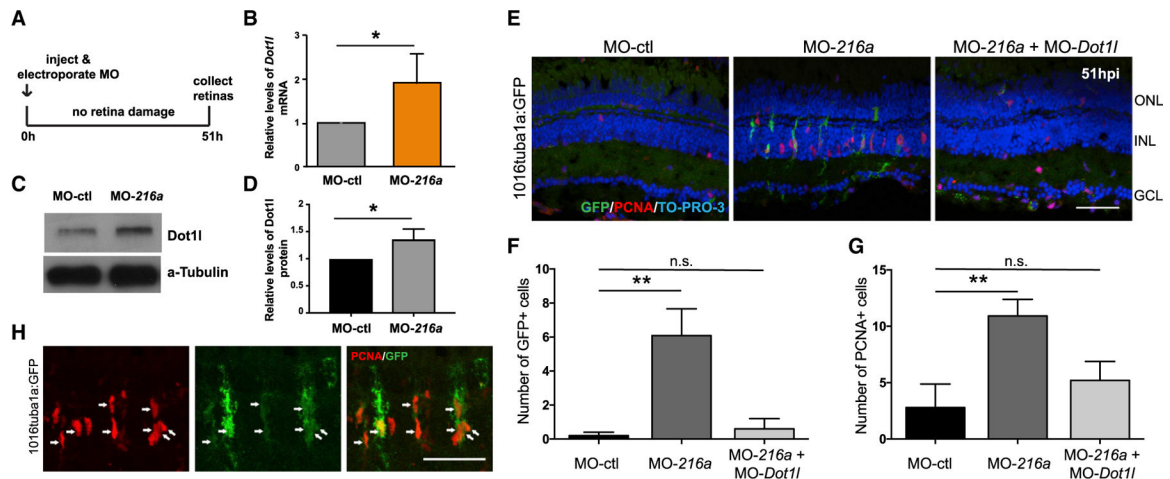 A
inject &
electroporate MO
collect
retinas
no retina damage
0h
51h
B
Relative levels of Dot1l
mRNA
3
2
1
0
*
MO-ctl
MO-216a
C
MO-ctl
MO-216a
Dot1l
a-Tubulin
D
Relative levels of Dot1l
protein
2
1.5
1
0.5
0
*
MO-ctl
MO-216a
E
MO-ctl
MO-216a
MO-216a + MO-Dot1l
1016tuba1a:GFP
51hpi
ONL
INL
GCL
GFP/PCNA/TO-PRO-3
F
Number of GFP+ cells
10
8
6
4
2
0
n.s.
**
MO-ctl
MO-216a
MO-216a +
MO-Dot1l
G
Number of PCNA+ cells
15
10
5
0
n.s.
**
MO-ctl
MO-216a
MO-216a +
MO-Dot1l
H
1016tuba1a:GFP
PCNA/GFP